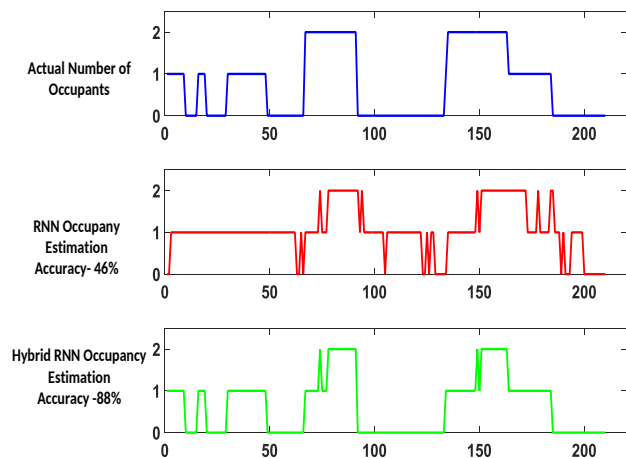 Actual Number of
Occupants
2
1
0
0 50 100 150 200
RNN Occupany
Estimation
Accuracy- 46%
2
1
0
0 50 100 150 200
Hybrid RNN Occupancy
Estimation
Accuracy -88%
2
1
0
0 50 100 150 200